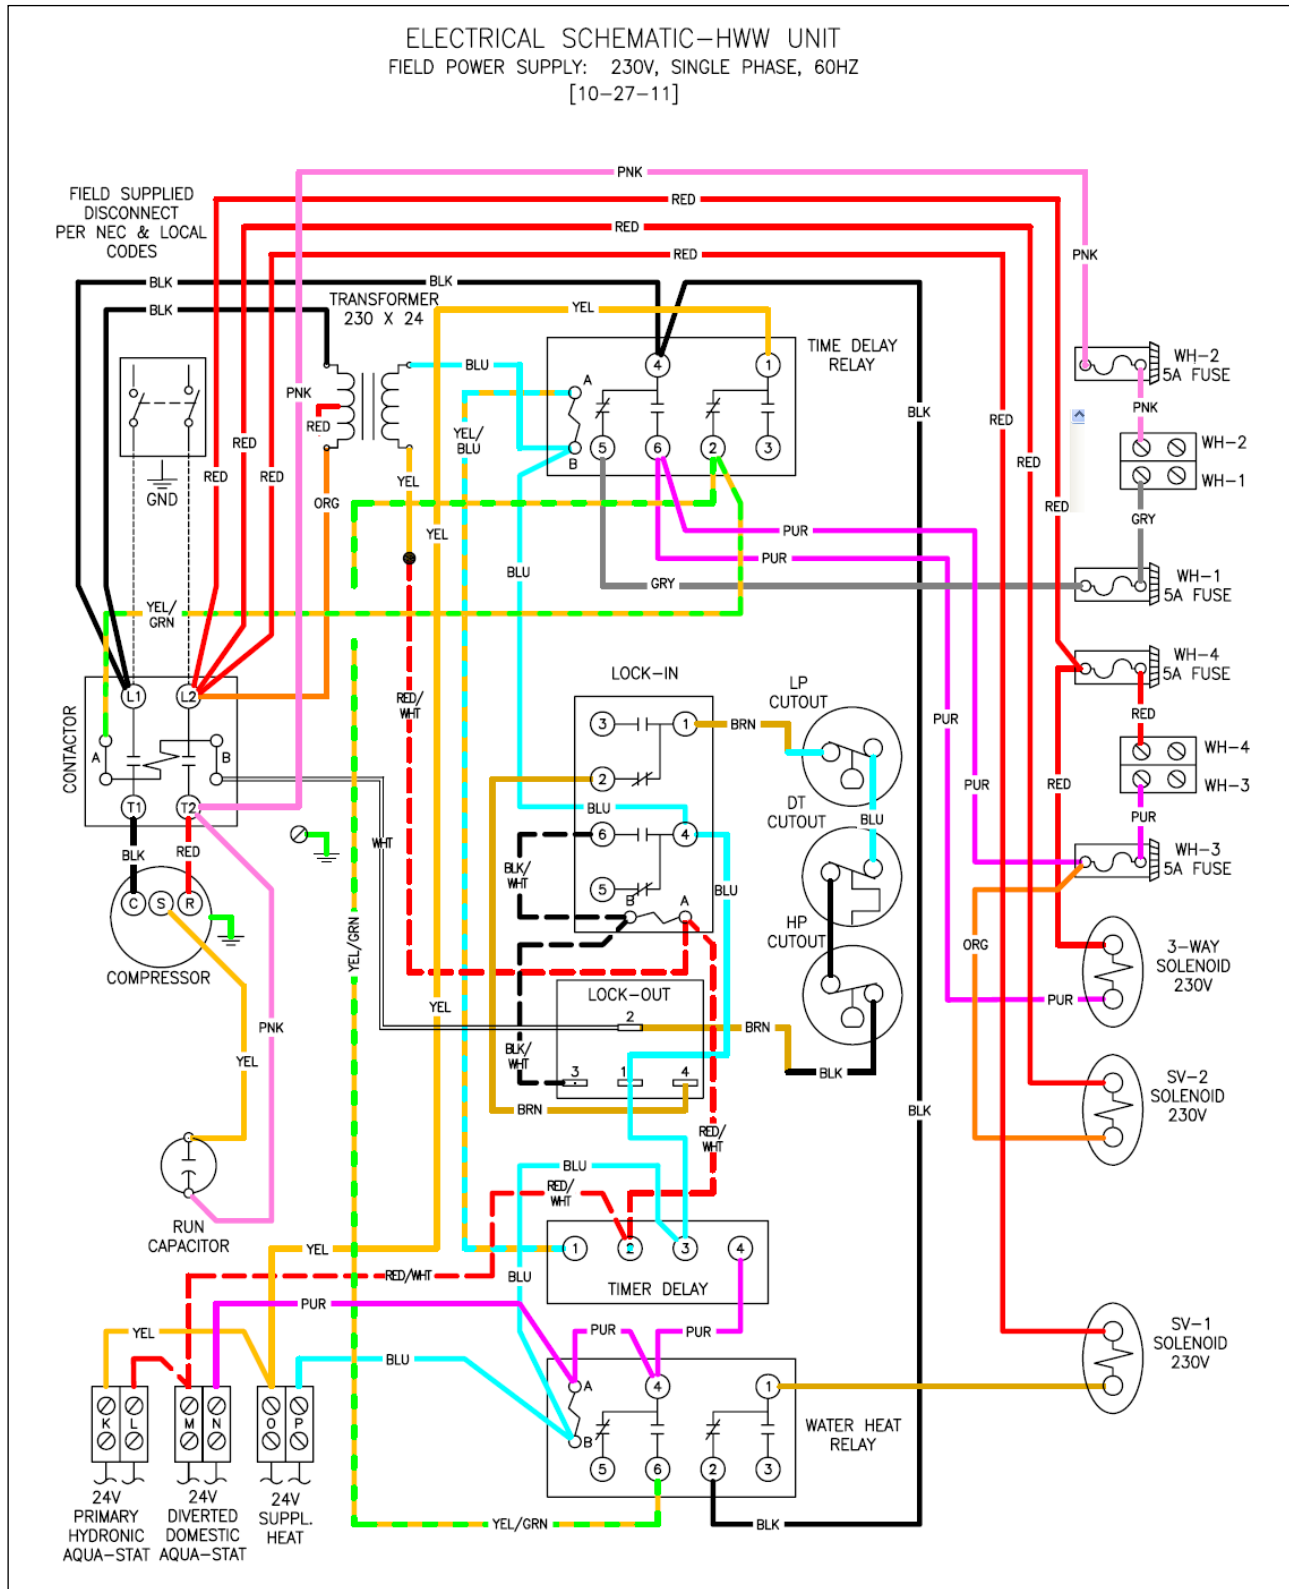 ELECTRICAL SCHEMATIC-HWW UNIT
FIELD POWER SUPPLY: 230V, SINGLE PHASE, 60HZ
[10-27-11]
PNK
FIELD SUPPLIED
DISCONNECT
PER NEC & LOCAL
CODES
RED
RED
RED
PNK
BLK
BLK
BLK
TRANSFORMER
230 X 24
YEL
TIME DELAY
RELAY
4
1
WH-2
5A FUSE
BLU
A
PNK
PNK
RED
BLK
RED
YEL/
BLU
RED
WH-2
5
6
2
3
B
RED
RED
RED
YEL
WH-1
GND
ORG
RED
GRY
YEL
PUR
PUR
BLU
GRY
WH-1
5A FUSE
YEL/
GRN
LOCK-IN
LP
CUTOUT
WH-4
5A FUSE
CONTACTOR
L1
L2
RED/
WHT
3
1
BRN
RED
PUR
A
B
2
WH-4
WH-3
T1
T2
BLU
DT
CUTOUT
PUR
RED
PUR
BLK
RED
WHT
6
4
BLU
BLK/
WHT
5
BLU
WH-3
5A FUSE
C
S
R
B
A
HP
CUTOUT
YEL/GRN
ORG
3-WAY
SOLENOID
230V
COMPRESSOR
LOCK-OUT
YEL
PUR
PNK
2
BRN
BLK/
WHT
YEL
3
1
4
BLK
SV-2
SOLENOID
230V
BRN
BLK
RED/
WHT
BLU
RED/
WHT
RUN
CAPACITOR
YEL
1
2
3
4
RED/WHT
BLU
TIMER DELAY
PUR
YEL
PUR
PUR
SV-1
SOLENOID
230V
BLU
A
4
1
K
L
M
N
O
P
B
WATER HEAT
RELAY
5
6
2
3
24V
PRIMARY
HYDRONIC
AQUA-STAT
24V
DIVERTED
DOMESTIC
AQUA-STAT
24V
SUPPL.
HEAT
YEL/GRN
BLK